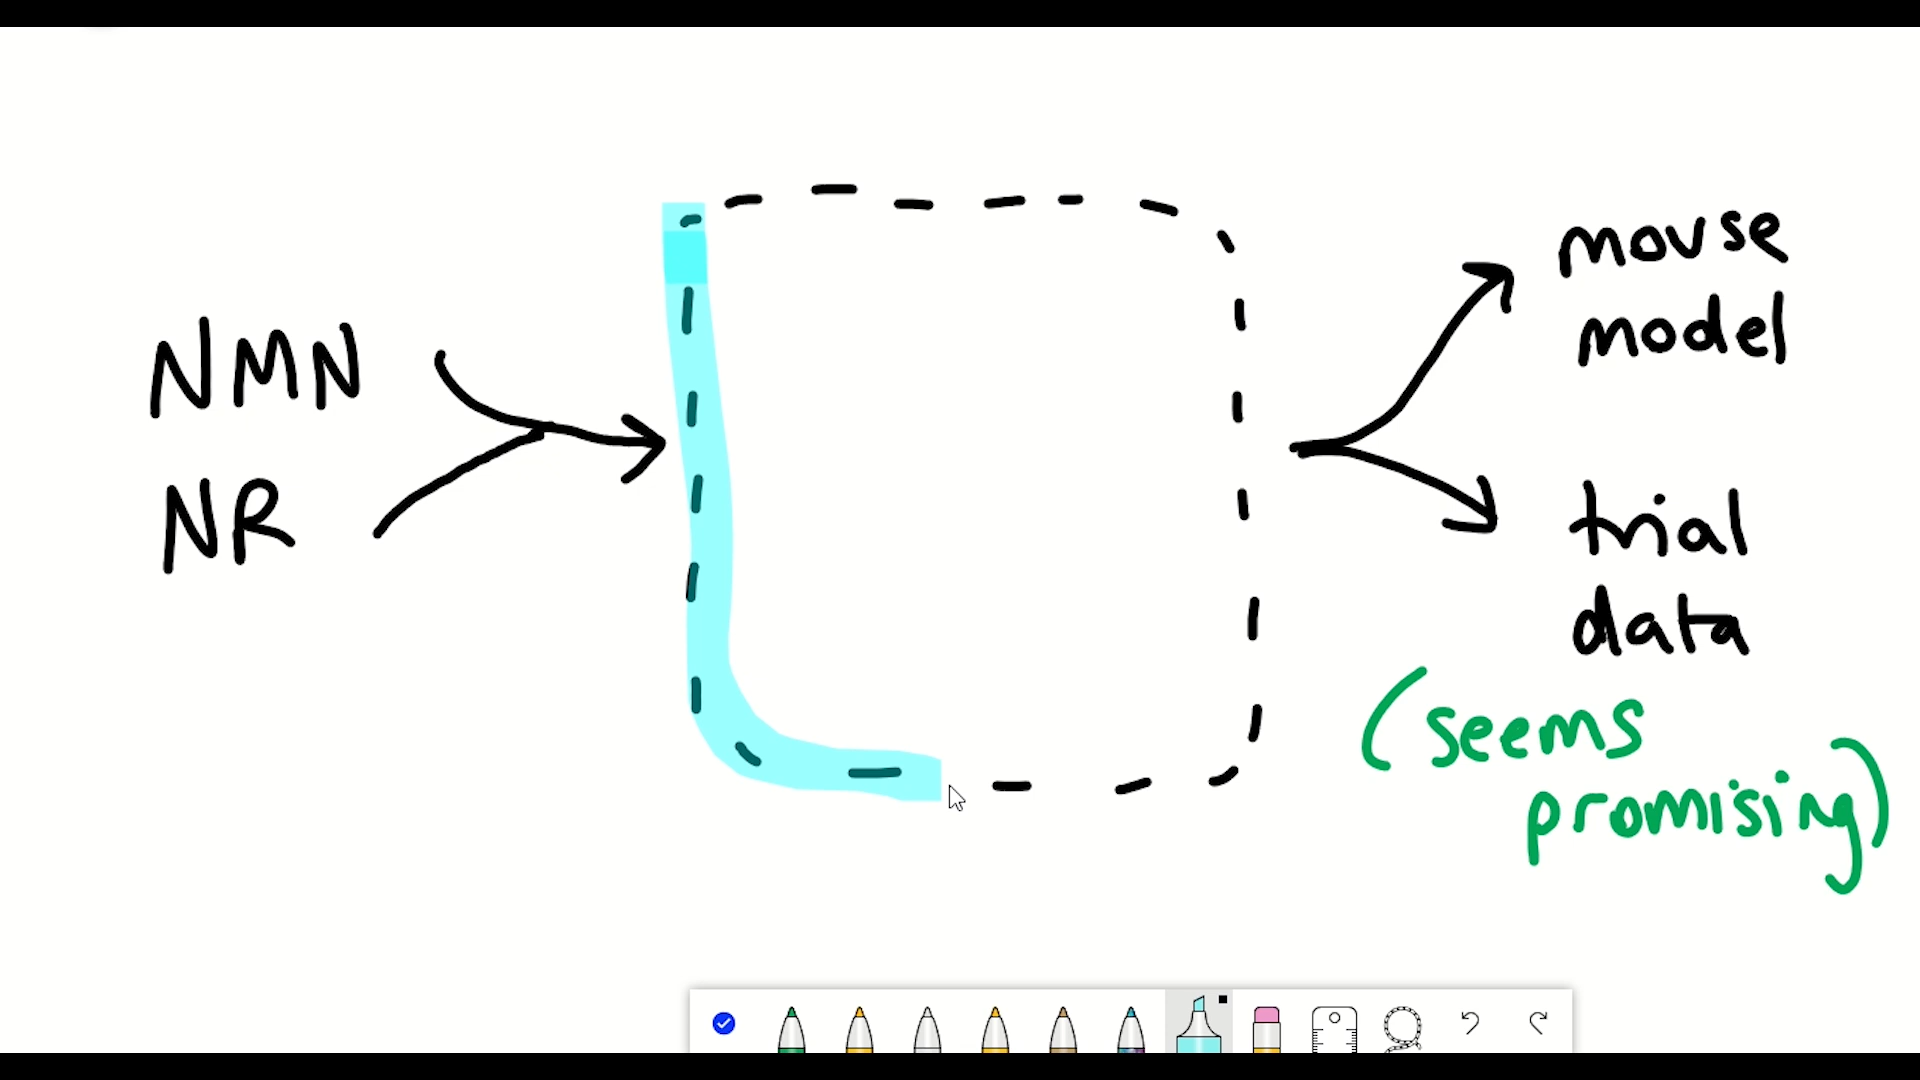 NMN
NR
mouse
model
trial
data
(seems
promising)